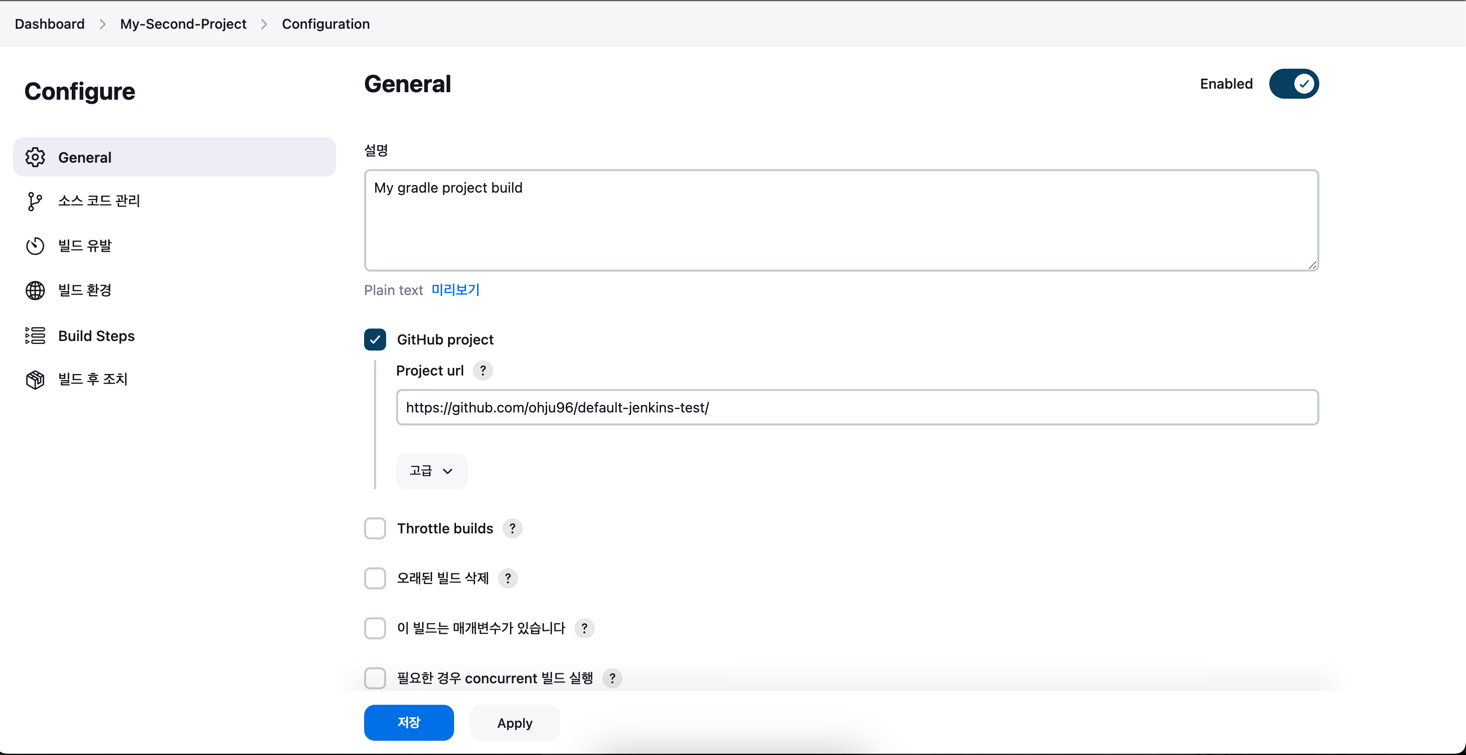 Dashboard > My-Second-Project > Configuration
Configure
General
소스 코드 관리
빌드 유발
빌드 환경
Build Steps
빌드 후 조치
General
Enabled
설명
My gradle project build
Plain text 미리보기
GitHub project
Project url ?
https://github.com/ohju96/default-jenkins-test/
고급
Throttle builds ?
오래된 빌드 삭제 ?
이 빌드는 매개변수가 있습니다 ?
필요한 경우 concurrent 빌드 실행 ?
저장 Apply